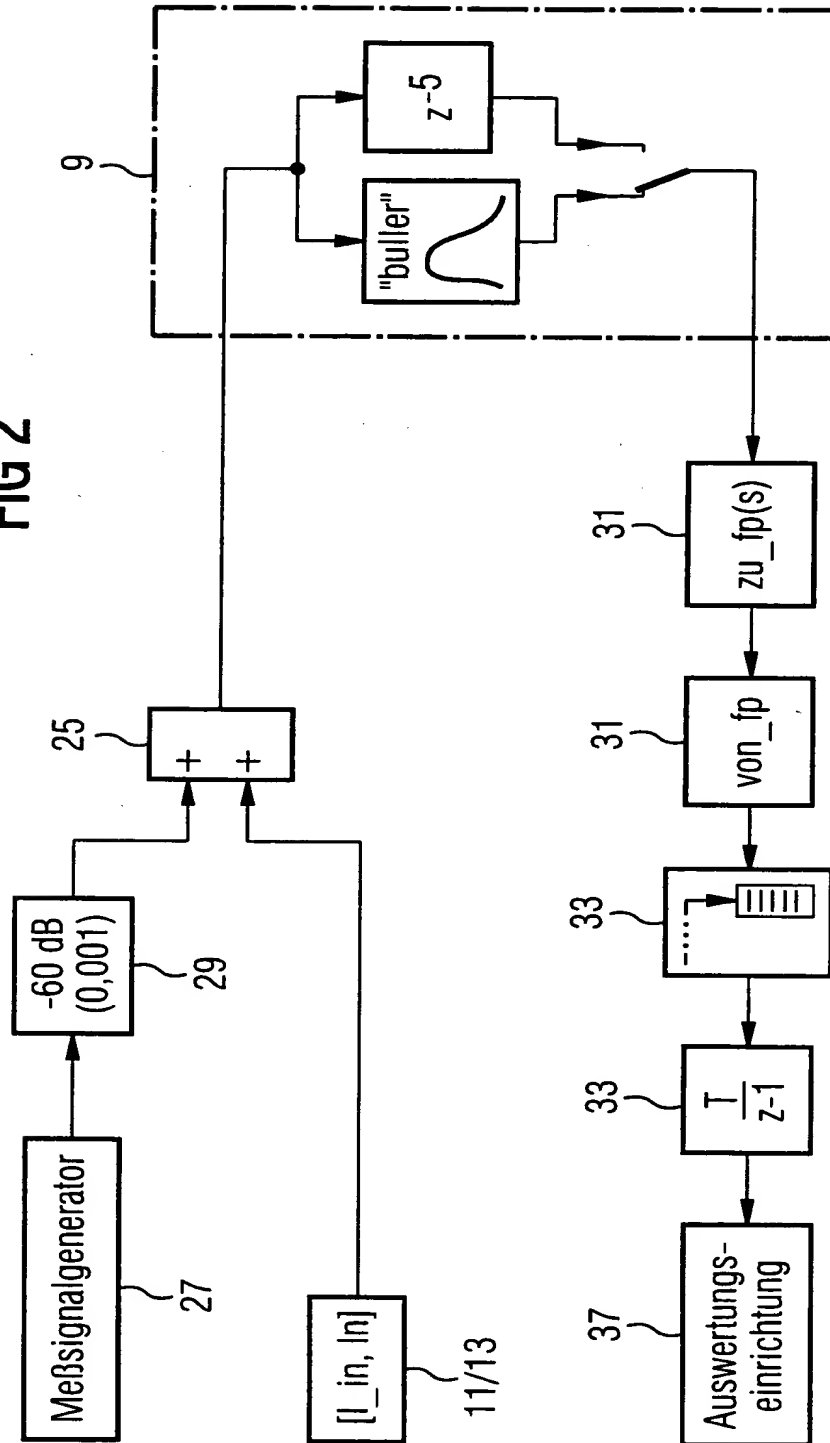 FIG 2
Meßsignalgenerator
27
-60 dB
(0,001)
29
[I_in, In]
11/13
25
+
+
9
"buller"
z-5
31
zu_fp(s)
31
von_fp
33
33
T
z-1
37
Auswertungs-
einrichtung